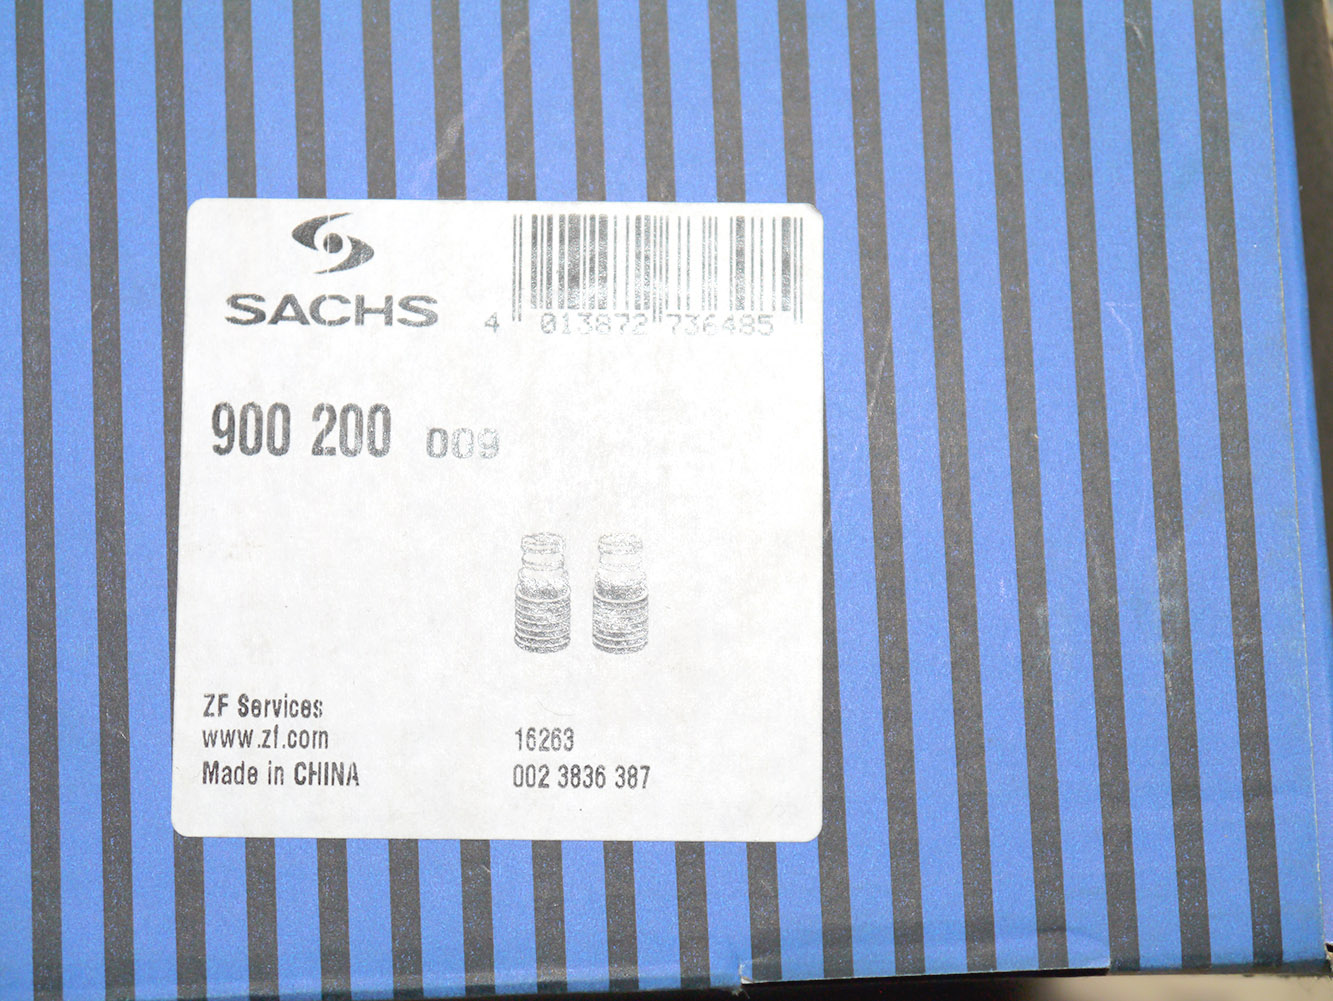 SACHS
4 013872 736485
900 200 009
ZF Services
www.zf.com
Made in CHINA
16263
002 3836 387